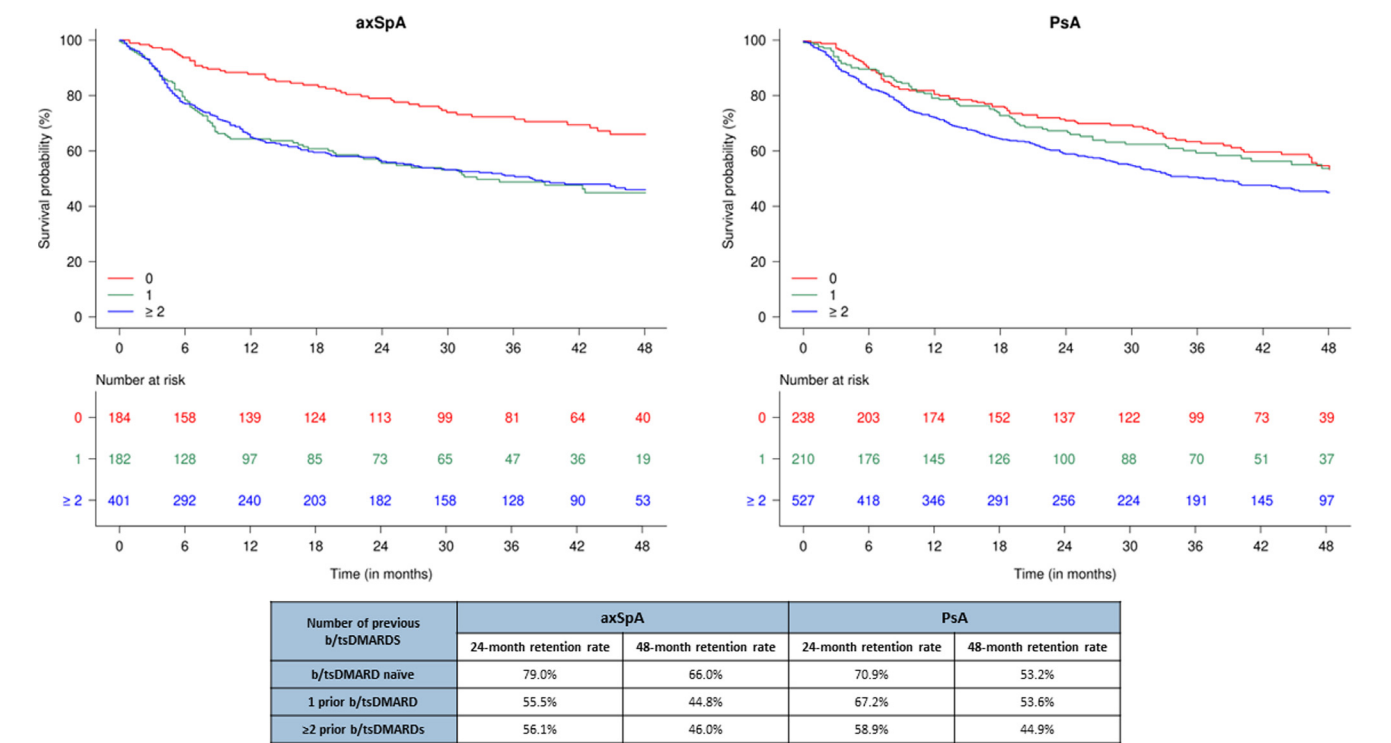 axSpA
PsA
Survival probability (%)
100
80
60
40
20
0
0
1
≥ 2
0 6 12 18 24 30 36 42 48
Survival probability (%)
100
80
60
40
20
0
0
1
≥ 2
0 6 12 18 24 30 36 42 48
Number at risk
0 184 158 139 124 113 99 81 64 40
1 182 128 97 85 73 65 47 36 19
≥ 2 401 292 240 203 182 158 128 90 53
0 6 12 18 24 30 36 42 48
Time (in months)
Number at risk
0 238 203 174 152 137 122 99 73 39
1 210 176 145 126 100 88 70 51 37
≥ 2 527 418 346 291 256 224 191 145 97
0 6 12 18 24 30 36 42 48
Time (in months)
Number of previous
b/tsDMARDS
axSpA
PsA
24-month retention rate 48-month retention rate 24-month retention rate 48-month retention rate
b/tsDMARD naïve 79.0% 66.0% 70.9% 53.2%
1 prior b/tsDMARD 55.5% 44.8% 67.2% 53.6%
≥2 prior b/tsDMARDs 56.1% 46.0% 58.9% 44.9%